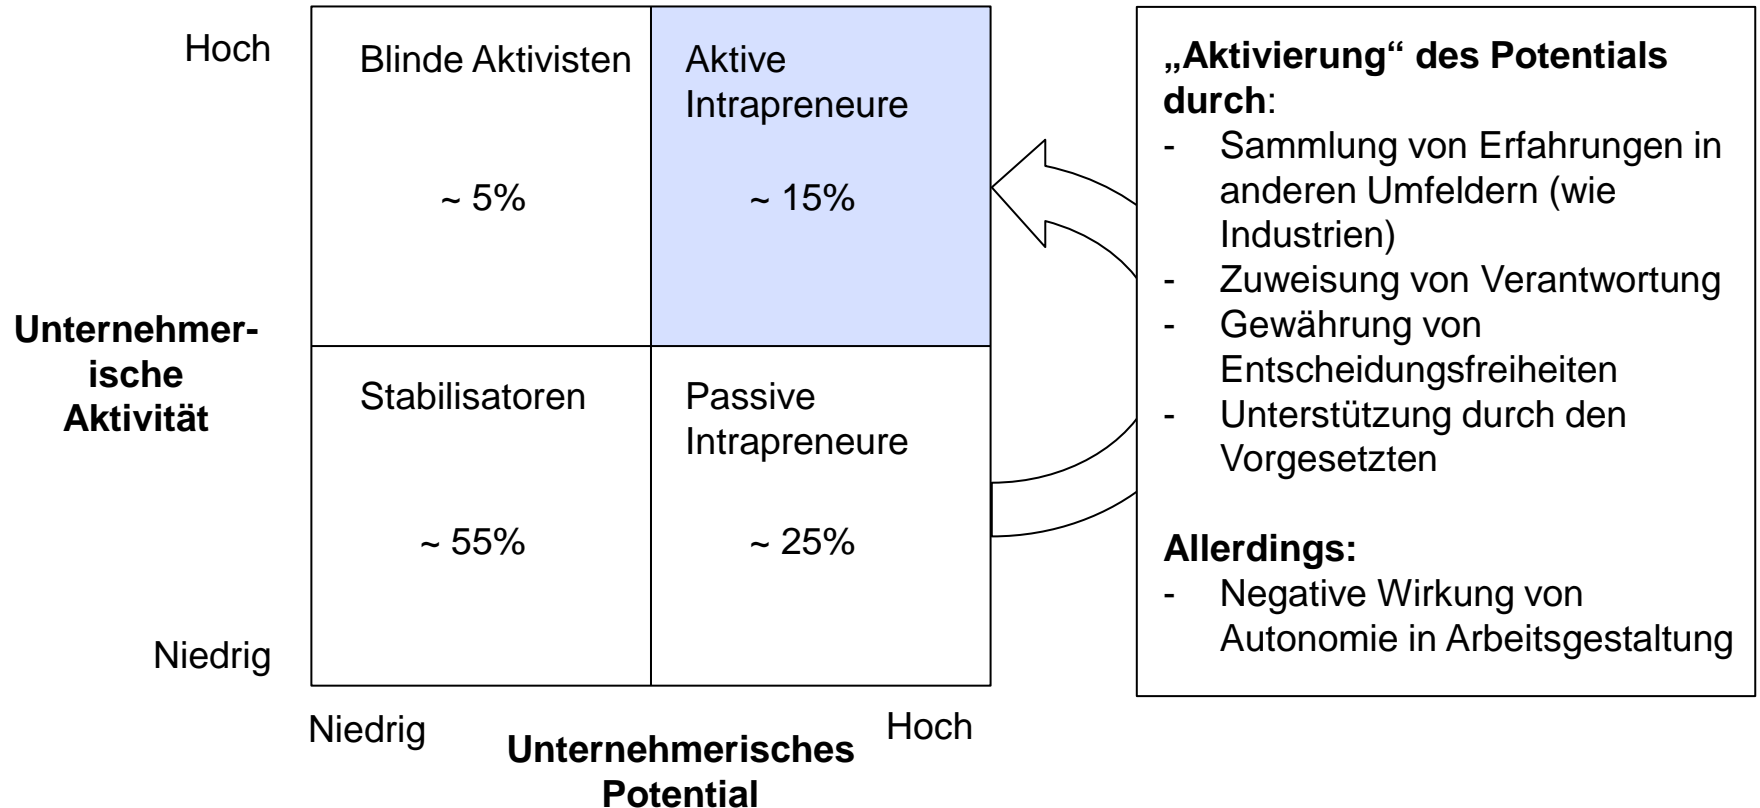 Hoch
Blinde Aktivisten
~ 5%
Aktive
Intrapreneure
~ 15%
Unternehmer-
ische
Aktivität
Stabilisatoren
~ 55%
Passive
Intrapreneure
~ 25%
Niedrig
Niedrig
Hoch
Unternehmerisches
Potential
„Aktivierung“ des Potentials
durch:
- Sammlung von Erfahrungen in
anderen Umfeldern (wie
Industrien)
- Zuweisung von Verantwortung
- Gewährung von
Entscheidungsfreiheiten
- Unterstützung durch den
Vorgesetzten
Allerdings:
- Negative Wirkung von
Autonomie in Arbeitsgestaltung